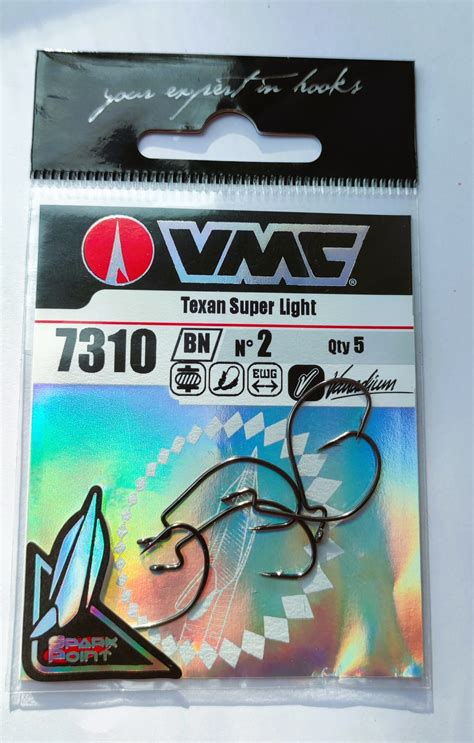 your expert in hooks
VMC®
Texan Super Light
7310 BN N° 2 Qty 5
EWG Vanadium
SPARK
POINT